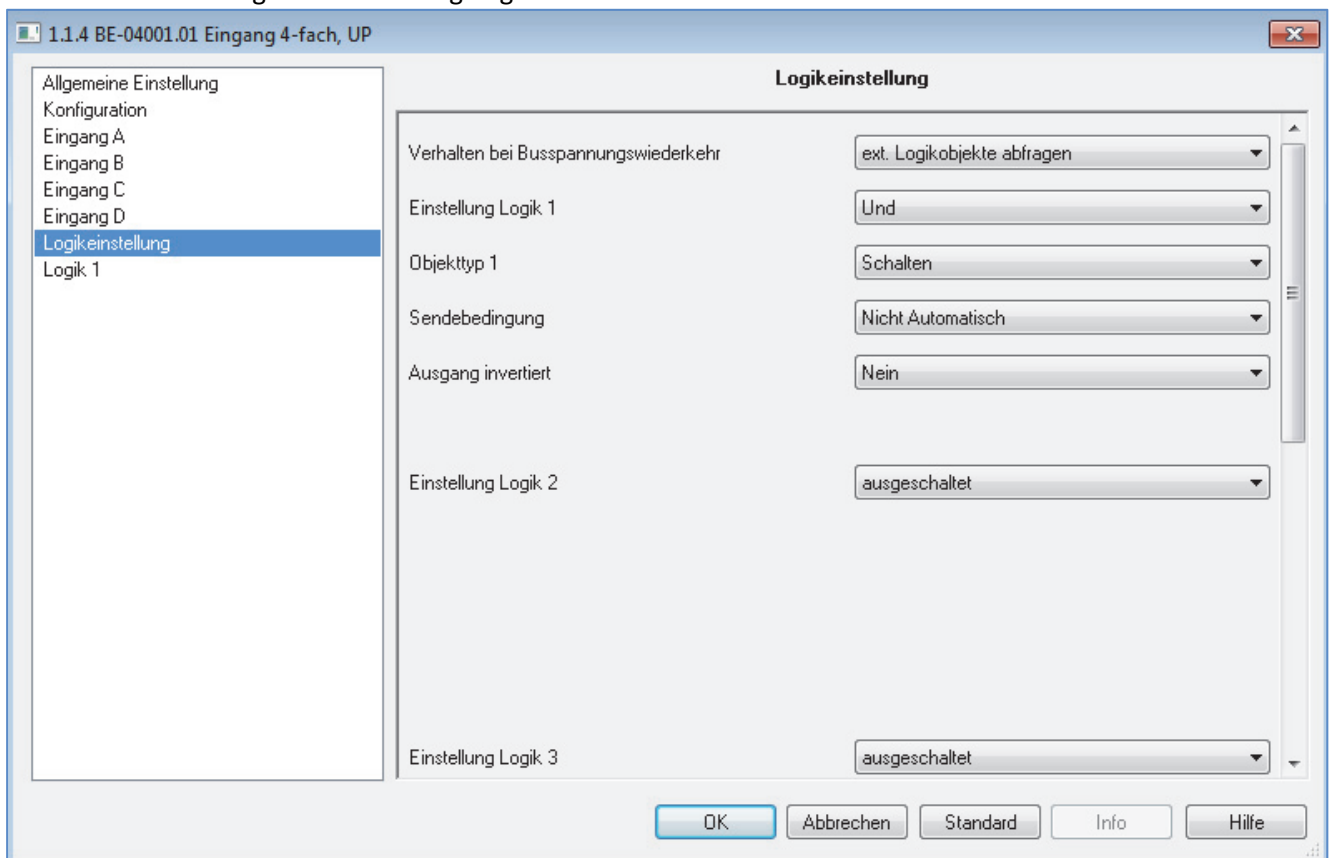 1.1.4 BE-04001.01 Eingang 4-fach, UP
Allgemeine Einstellung
Konfiguration
Eingang A
Eingang B
Eingang C
Eingang D
Logikeinstellung
Logik 1
Logikeinstellung
Verhalten bei Busspannungswiederkehr ext. Logikobjekte abfragen
Einstellung Logik 1 Und
Objekttyp 1 Schalten
Sendebedingung Nicht Automatisch
Ausgang invertiert Nein
Einstellung Logik 2 ausgeschaltet
Einstellung Logik 3 ausgeschaltet
OK Abbrechen Standard Info Hilfe